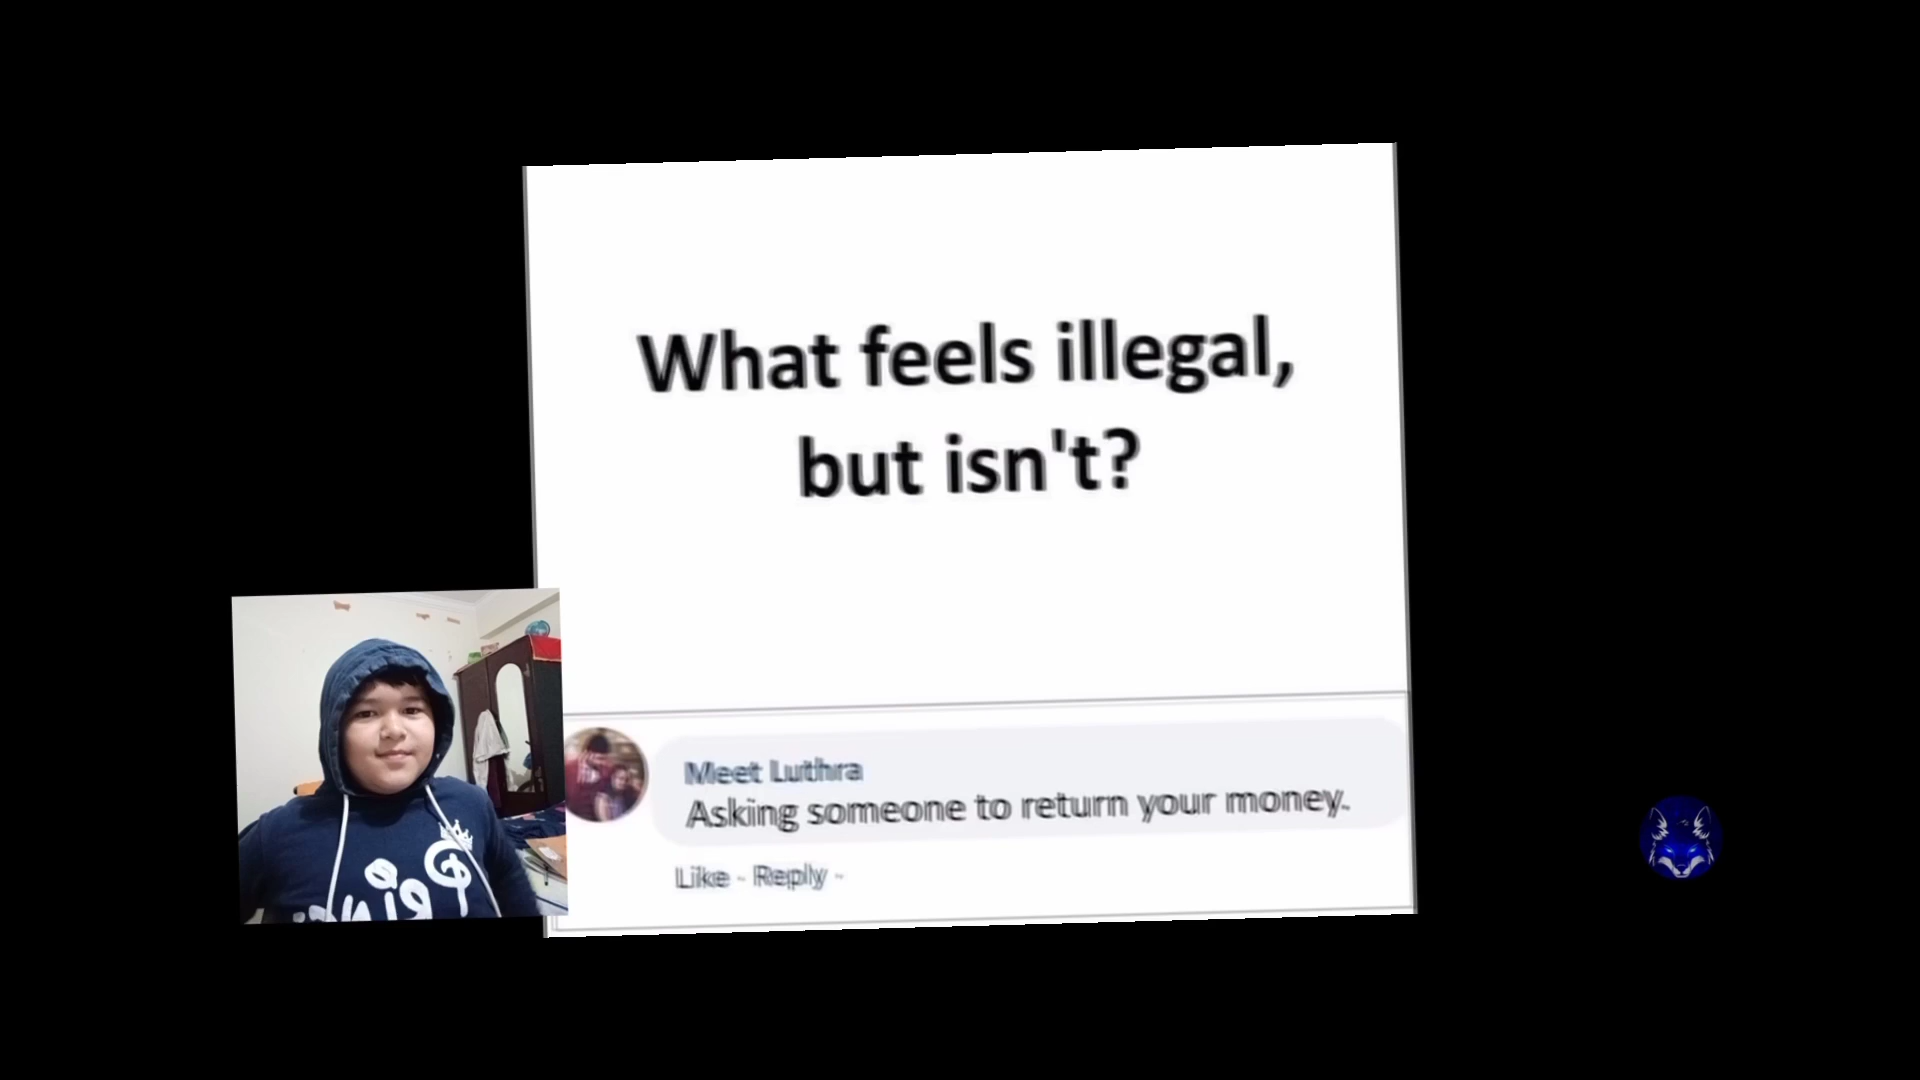 What feels illegal,
but isn't?
Meet Luthra
Asking someone to return your money.
Like - Reply -